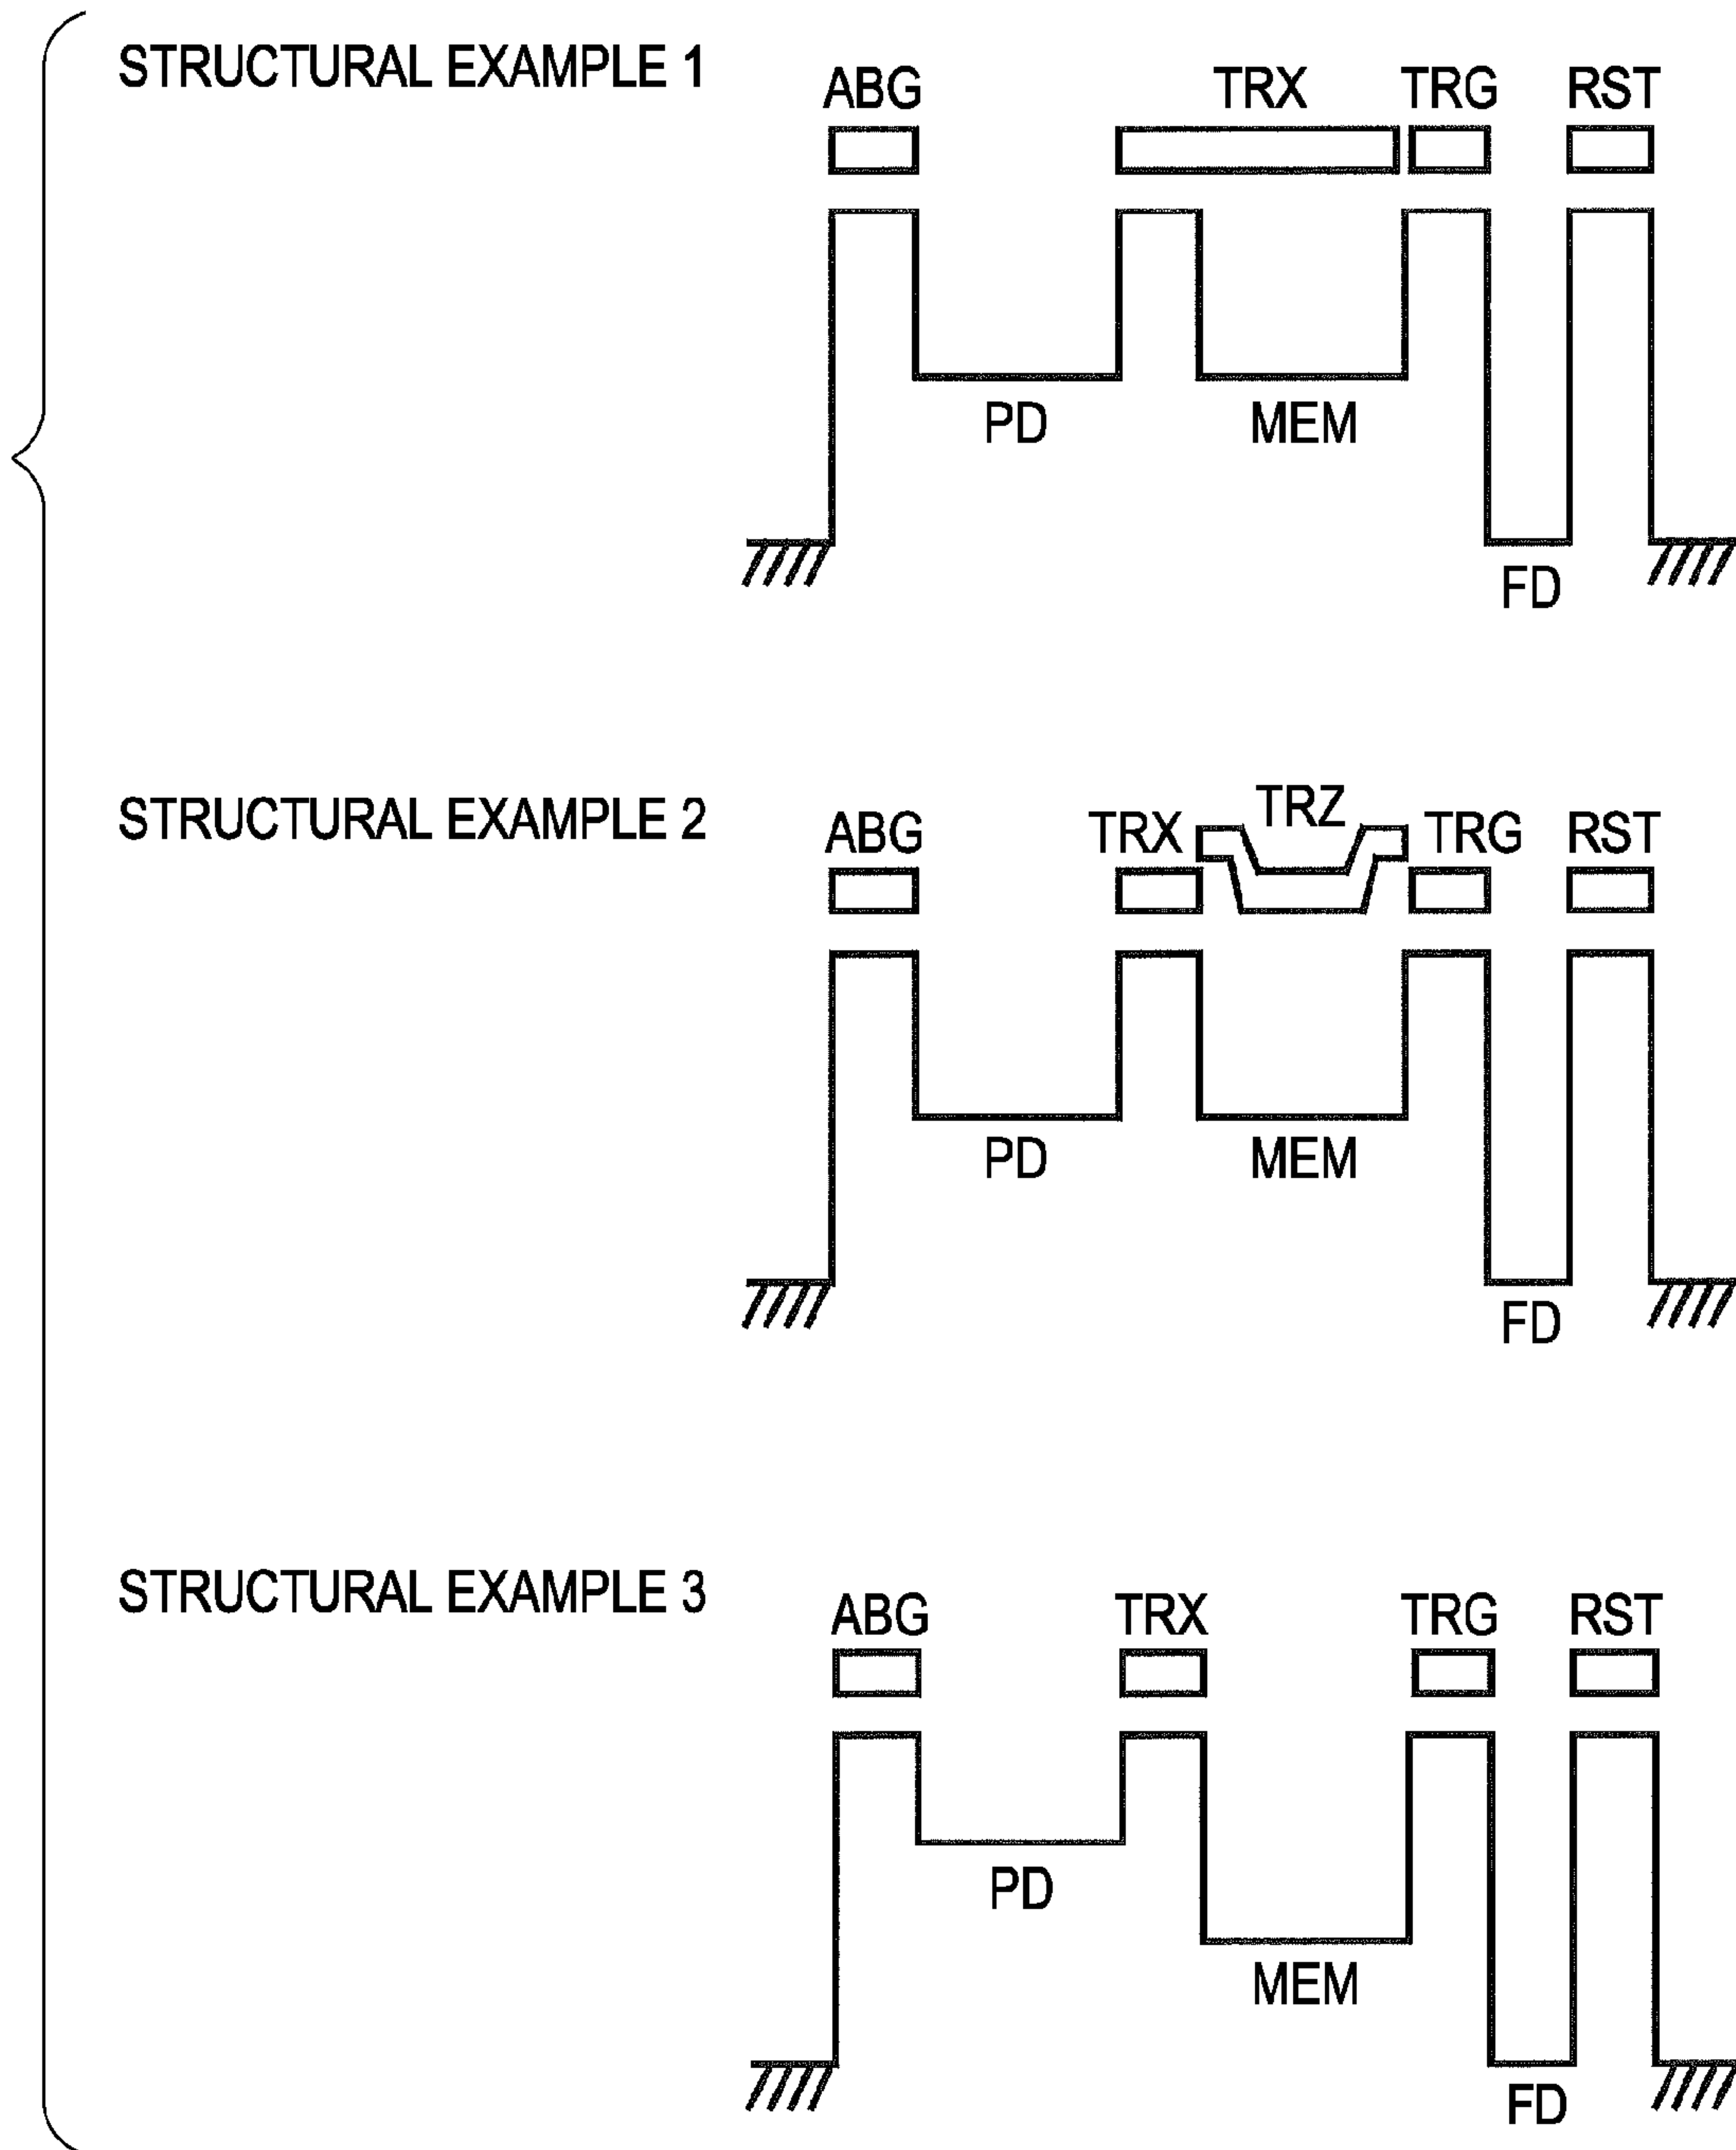 STRUCTURAL EXAMPLE 1
ABG TRX TRG RST
PD MEM
FD
STRUCTURAL EXAMPLE 2
ABG TRX TRZ TRG RST
PD MEM
FD
STRUCTURAL EXAMPLE 3
ABG TRX TRG RST
PD
MEM
FD